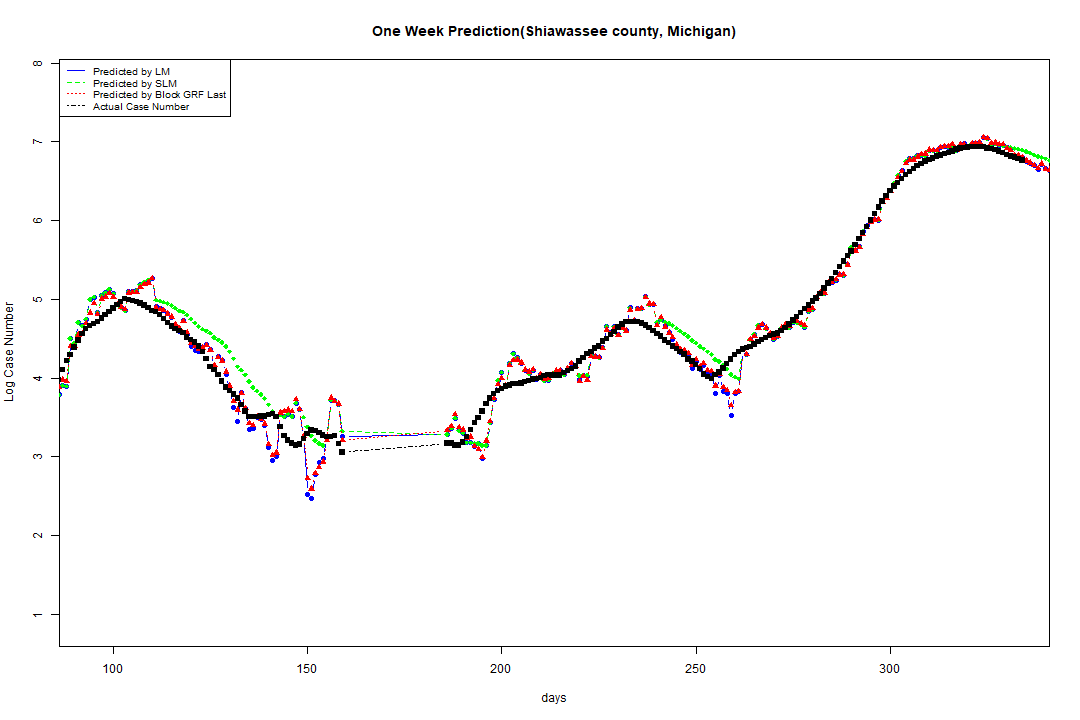 One Week Prediction(Shiawassee county, Michigan)
Predicted by LM
Predicted by SLM
Predicted by Block GRF Last
Actual Case Number
8
7
6
5
4
3
2
1
Log Case Number
100 150 200 250 300
days